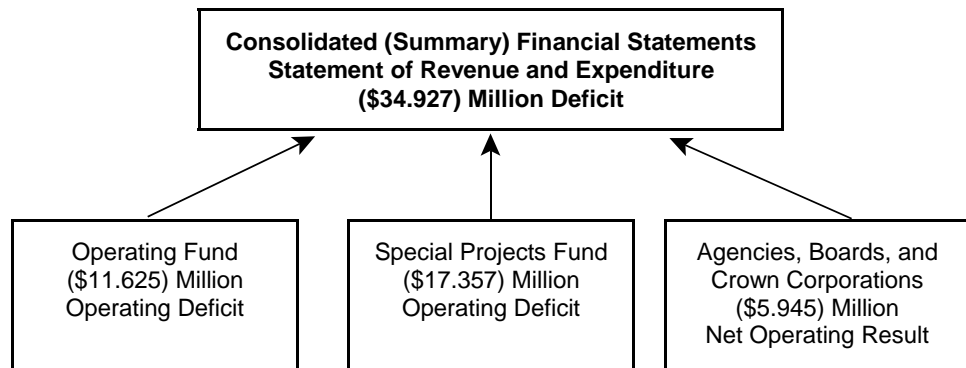 Consolidated (Summary) Financial Statements
Statement of Revenue and Expenditure
($34.927) Million Deficit
Operating Fund
($11.625) Million
Operating Deficit
Special Projects Fund
($17.357) Million
Operating Deficit
Agencies, Boards, and
Crown Corporations
($5.945) Million
Net Operating Result